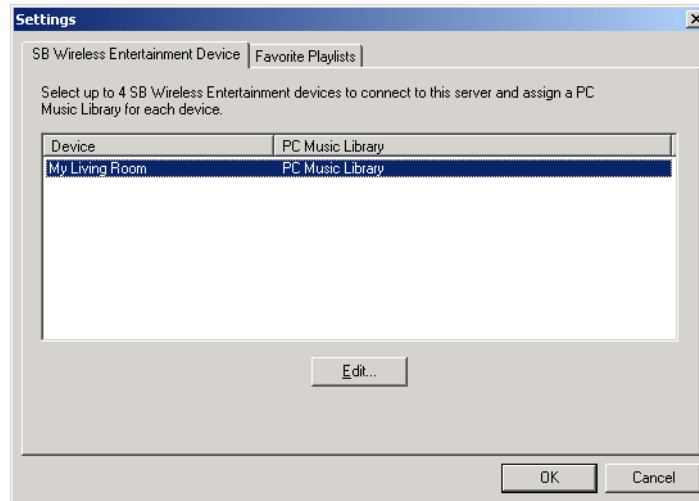 Settings
SB Wireless Entertainment Device Favorite Playlists
Select up to 4 SB Wireless Entertainment devices to connect to this server and assign a PC
Music Library for each device.
Device PC Music Library
My Living Room PC Music Library
Edit...
OK Cancel